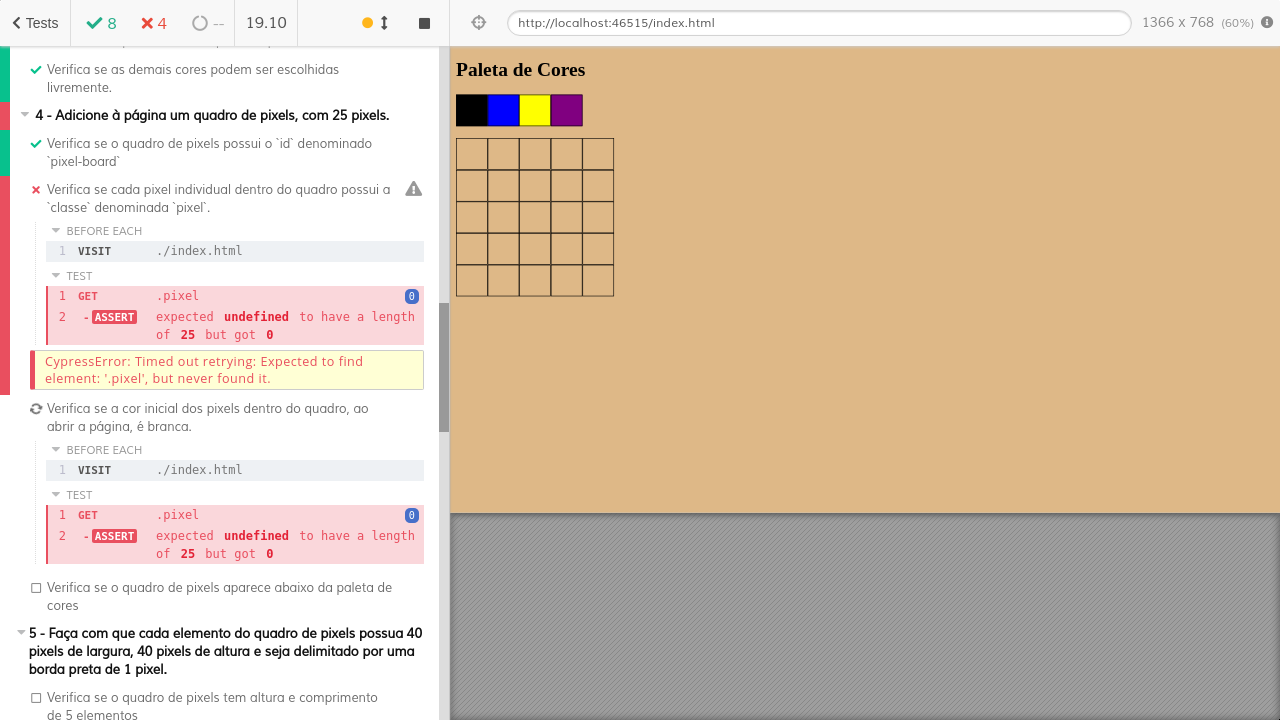 Tests
8
4
--
19.10
http://localhost:46515/index.html
1366 x 768 (60%)
Verifica se as demais cores podem ser escolhidas
livremente.
4 - Adicione à página um quadro de pixels, com 25 pixels.
Verifica se o quadro de pixels possui o `id` denominado
`pixel-board`
Verifica se cada pixel individual dentro do quadro possui a
`classe` denominada `pixel`.
BEFORE EACH
1 VISIT ./index.html
TEST
1 GET .pixel 0
2 -ASSERT expected undefined to have a length
of 25 but got 0
CypressError: Timed out retrying: Expected to find
element: '.pixel', but never found it.
Verifica se a cor inicial dos pixels dentro do quadro, ao
abrir a página, é branca.
BEFORE EACH
1 VISIT ./index.html
TEST
1 GET .pixel 0
2 -ASSERT expected undefined to have a length
of 25 but got 0
Verifica se o quadro de pixels aparece abaixo da paleta de
cores
5 - Faça com que cada elemento do quadro de pixels possua 40
pixels de largura, 40 pixels de altura e seja delimitado por uma
borda preta de 1 pixel.
Verifica se o quadro de pixels tem altura e comprimento
de 5 elementos
Paleta de Cores